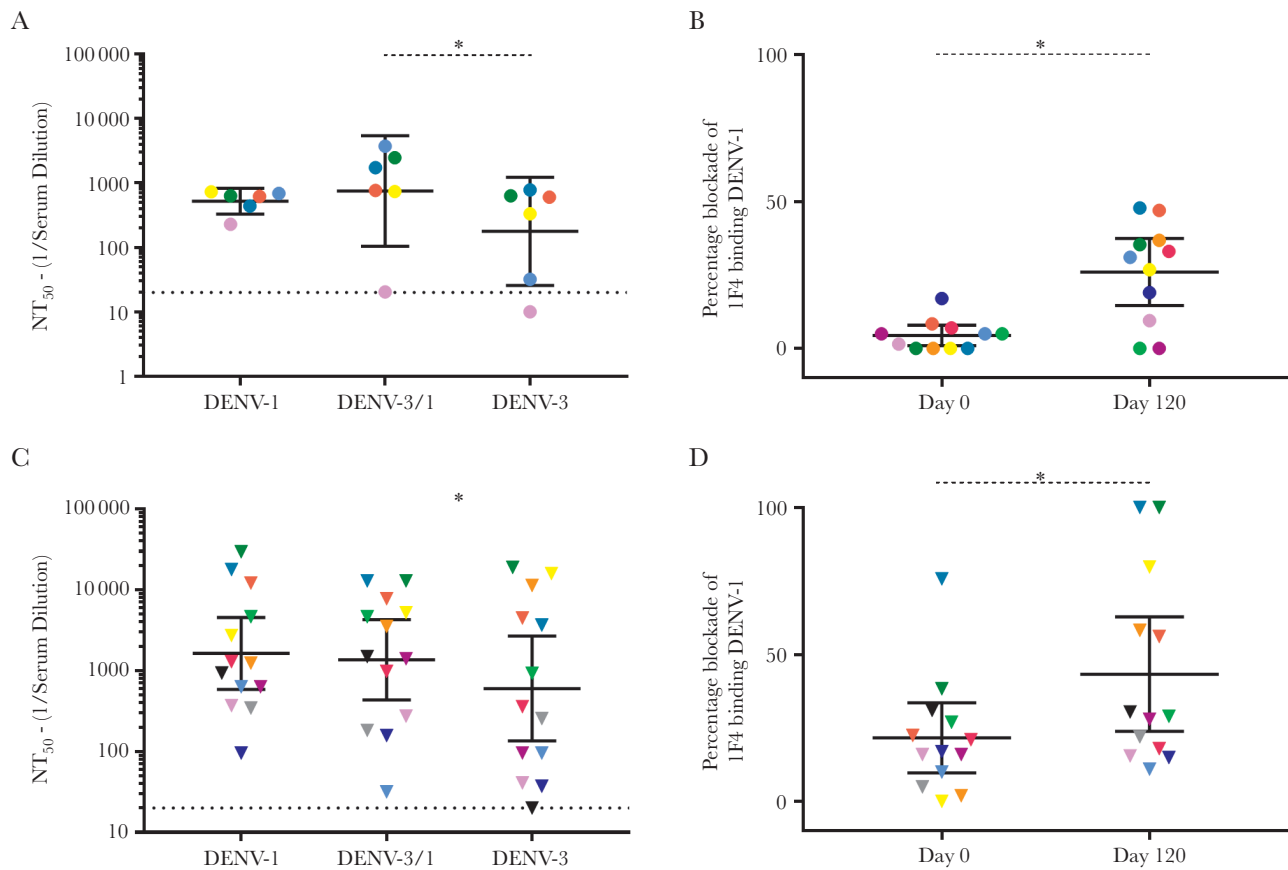 A
100 000
10 000
1000
100
10
1
NT50 - (1/Serum Dilution)
*
DENV-1
DENV-3/1
DENV-3
B
100
50
0
Percentage blockade of
1F4 binding DENV-1
*
Day 0
Day 120
C
100 000
10 000
1000
100
10
NT50 - (1/Serum Dilution)
*
DENV-1
DENV-3/1
DENV-3
D
100
50
0
Percentage blockade of
1F4 binding DENV-1
*
Day 0
Day 120